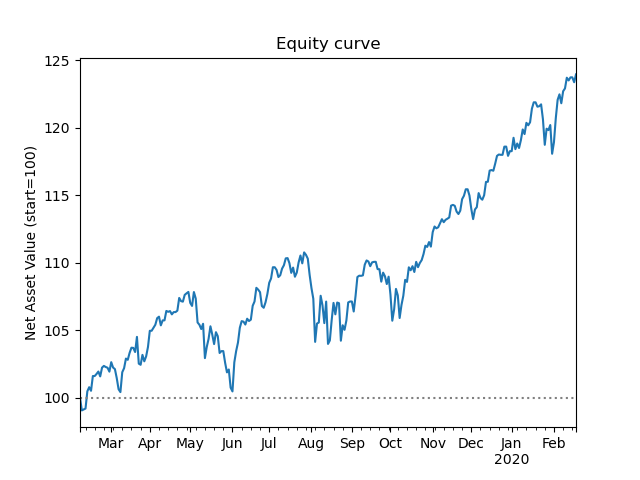 Equity curve
Net Asset Value (start=100)
125
120
115
110
105
100
Mar Apr May Jun Jul Aug Sep Oct Nov Dec Jan Feb
2020